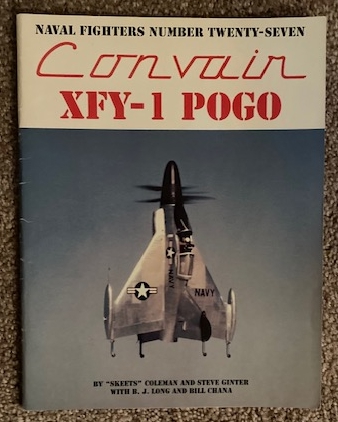 NAVAL FIGHTERS NUMBER TWENTY-SEVEN
Convair
XFY-1 POGO
NAVY
NAVY
BY "SKEETS" COLEMAN AND STEVE GINTER
WITH B. J. LONG AND BILL CHANA